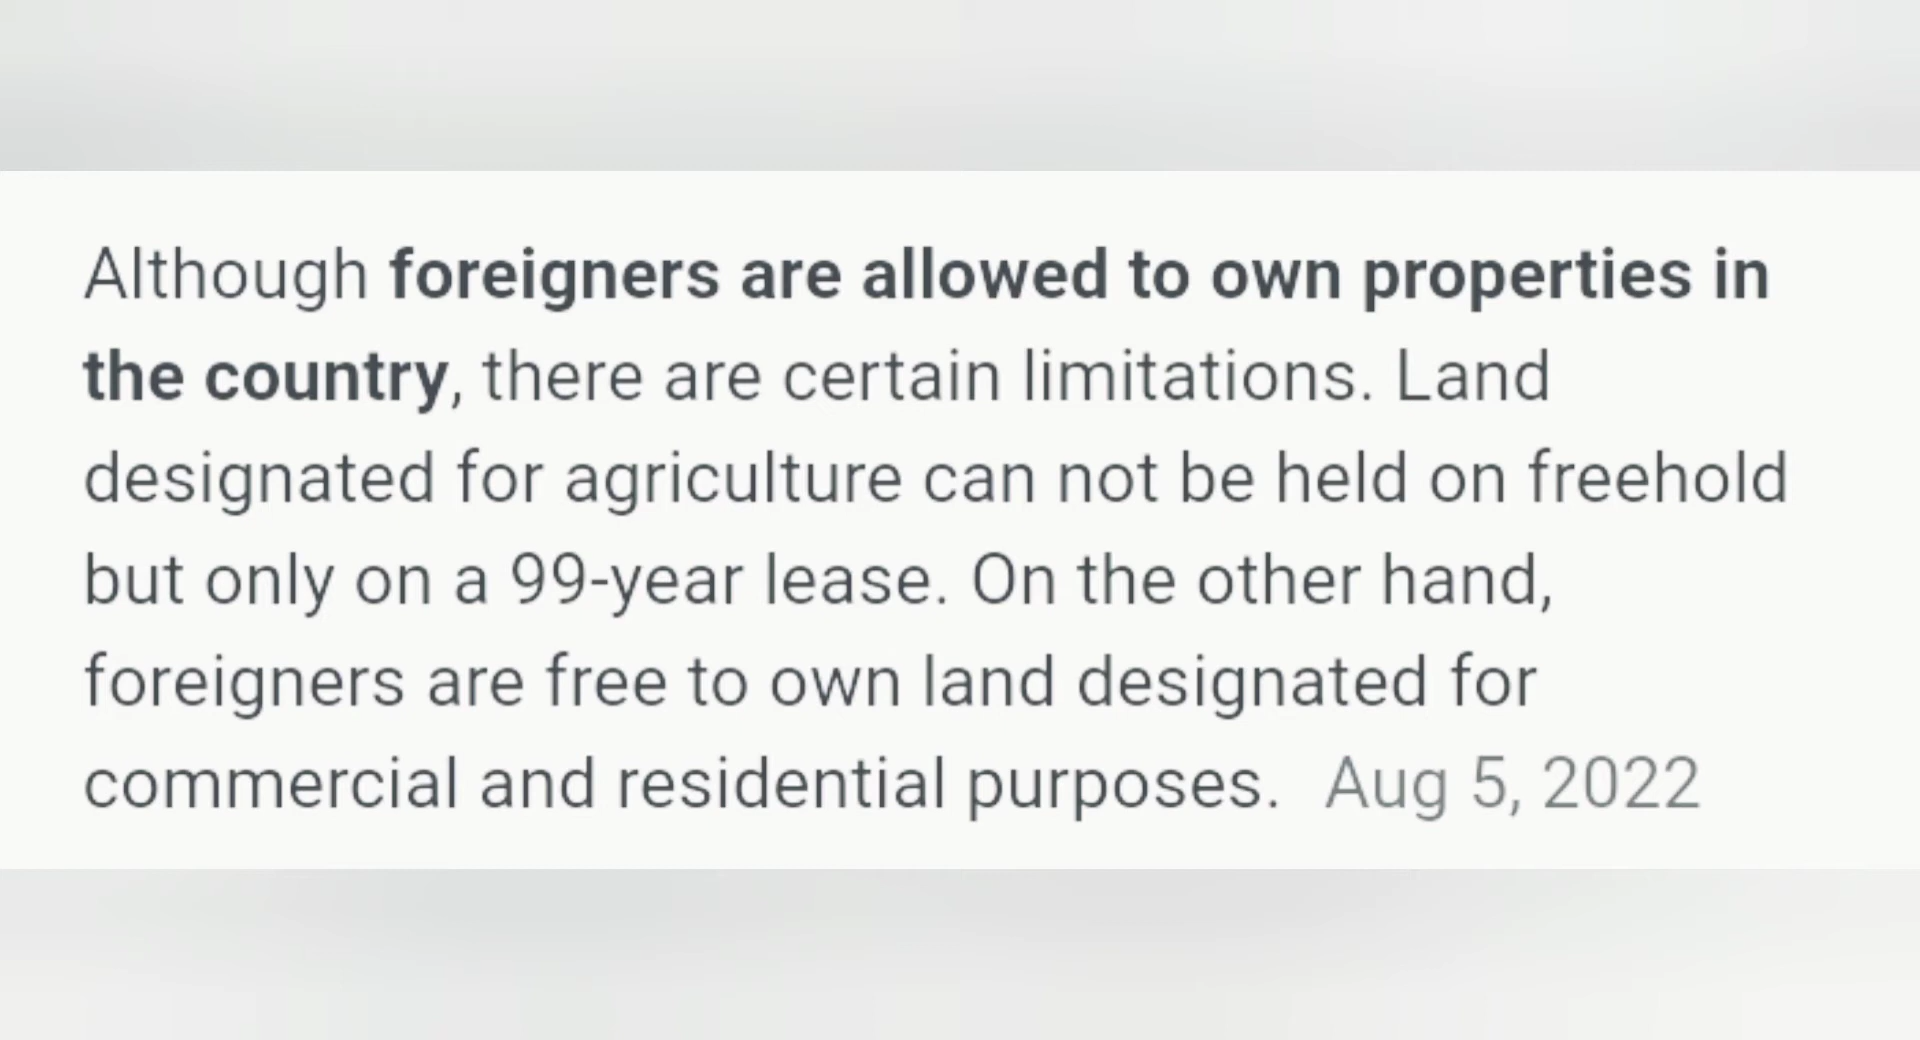 Although foreigners are allowed to own properties in
the country, there are certain limitations. Land
designated for agriculture can not be held on freehold
but only on a 99-year lease. On the other hand,
foreigners are free to own land designated for
commercial and residential purposes. Aug 5, 2022